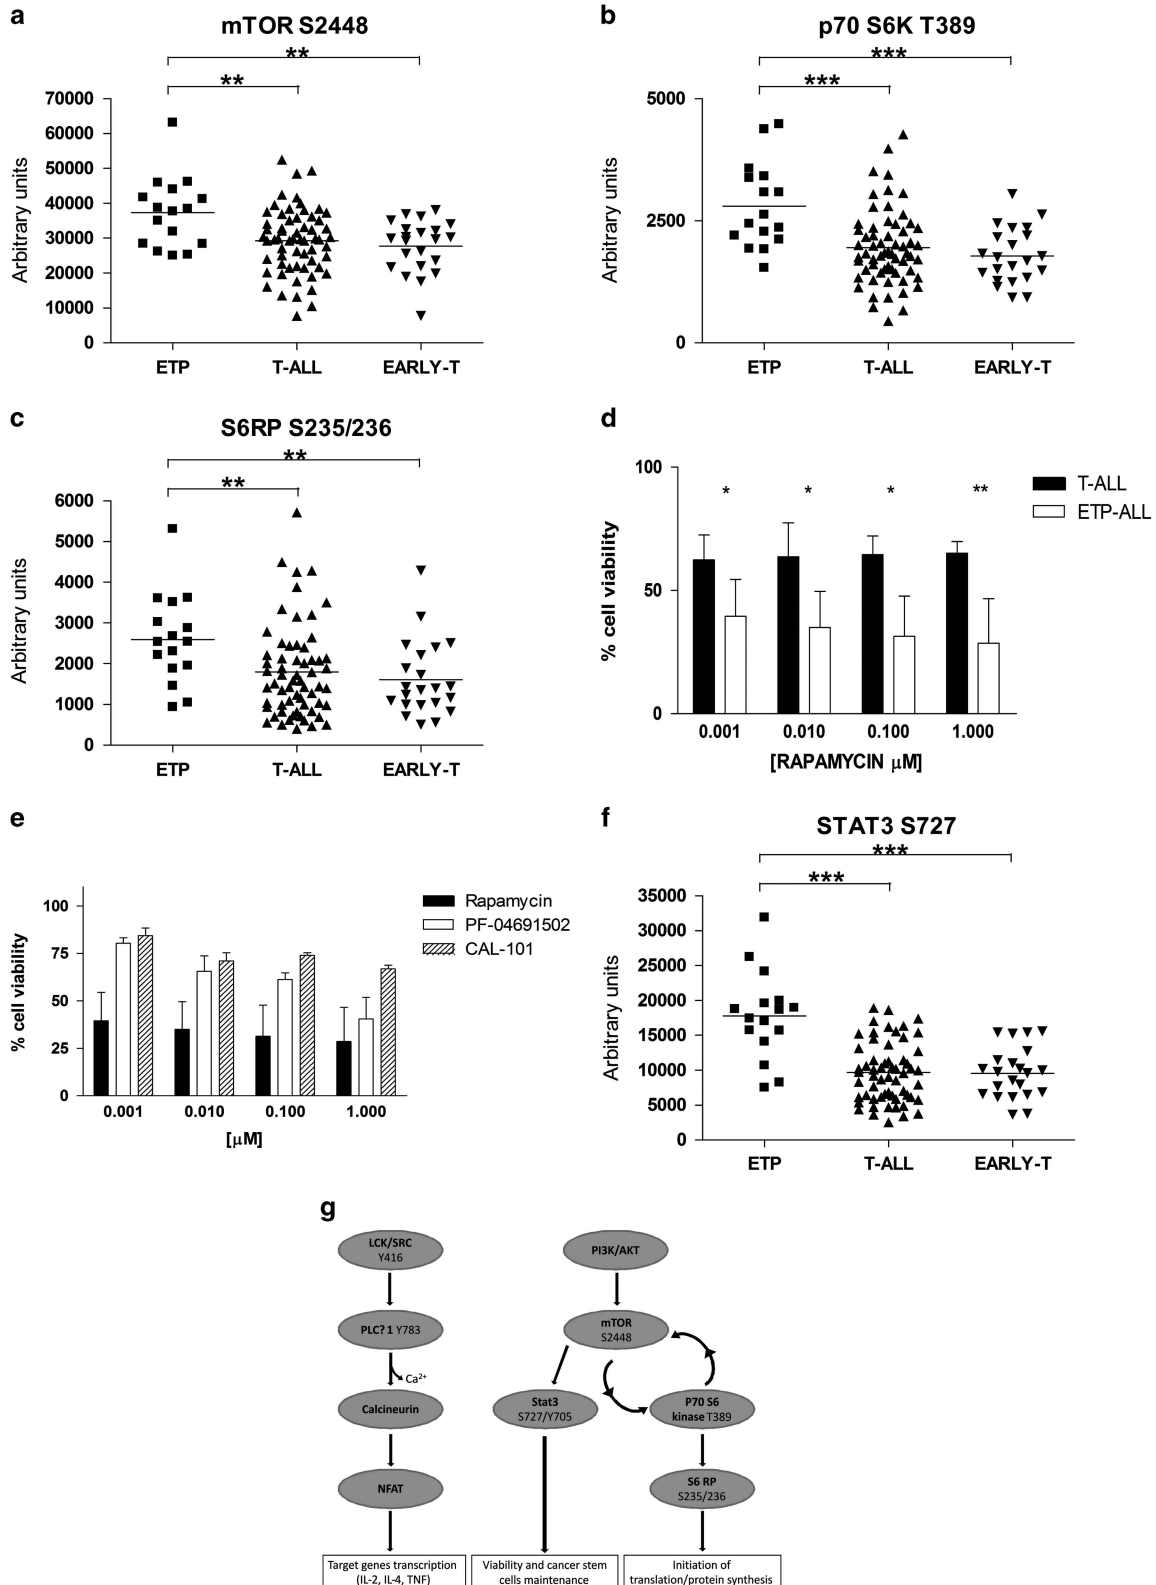 a
mTOR S2448
**
**
Arbitrary units
70000
60000
50000
40000
30000
20000
10000
0
ETP
T-ALL
EARLY-T
b
p70 S6K T389
***
***
Arbitrary units
5000
2500
0
ETP
T-ALL
EARLY-T
c
S6RP S235/236
**
**
Arbitrary units
6000
5000
4000
3000
2000
1000
0
ETP
T-ALL
EARLY-T
d
% cell viability
100
50
0
*
*
*
**
T-ALL
ETP-ALL
0.001
0.010
0.100
1.000
[RAPAMYCIN μM]
e
% cell viability
100
75
50
25
0
Rapamycin
PF-04691502
CAL-101
0.001
0.010
0.100
1.000
[μM]
f
STAT3 S727
***
***
Arbitrary units
35000
30000
25000
20000
15000
10000
5000
0
ETP
T-ALL
EARLY-T
g
LCK/SRC
Y416
PLC? 1 Y783
Ca2+
Calcineurin
NFAT
Target genes transcription
(IL-2, IL-4, TNF)
PI3K/AKT
mTOR
S2448
Stat3
S727/Y705
P70 S6
kinase T389
S6 RP
S235/236
Viability and cancer stem
cells maintenance
Initiation of
translation/protein synthesis